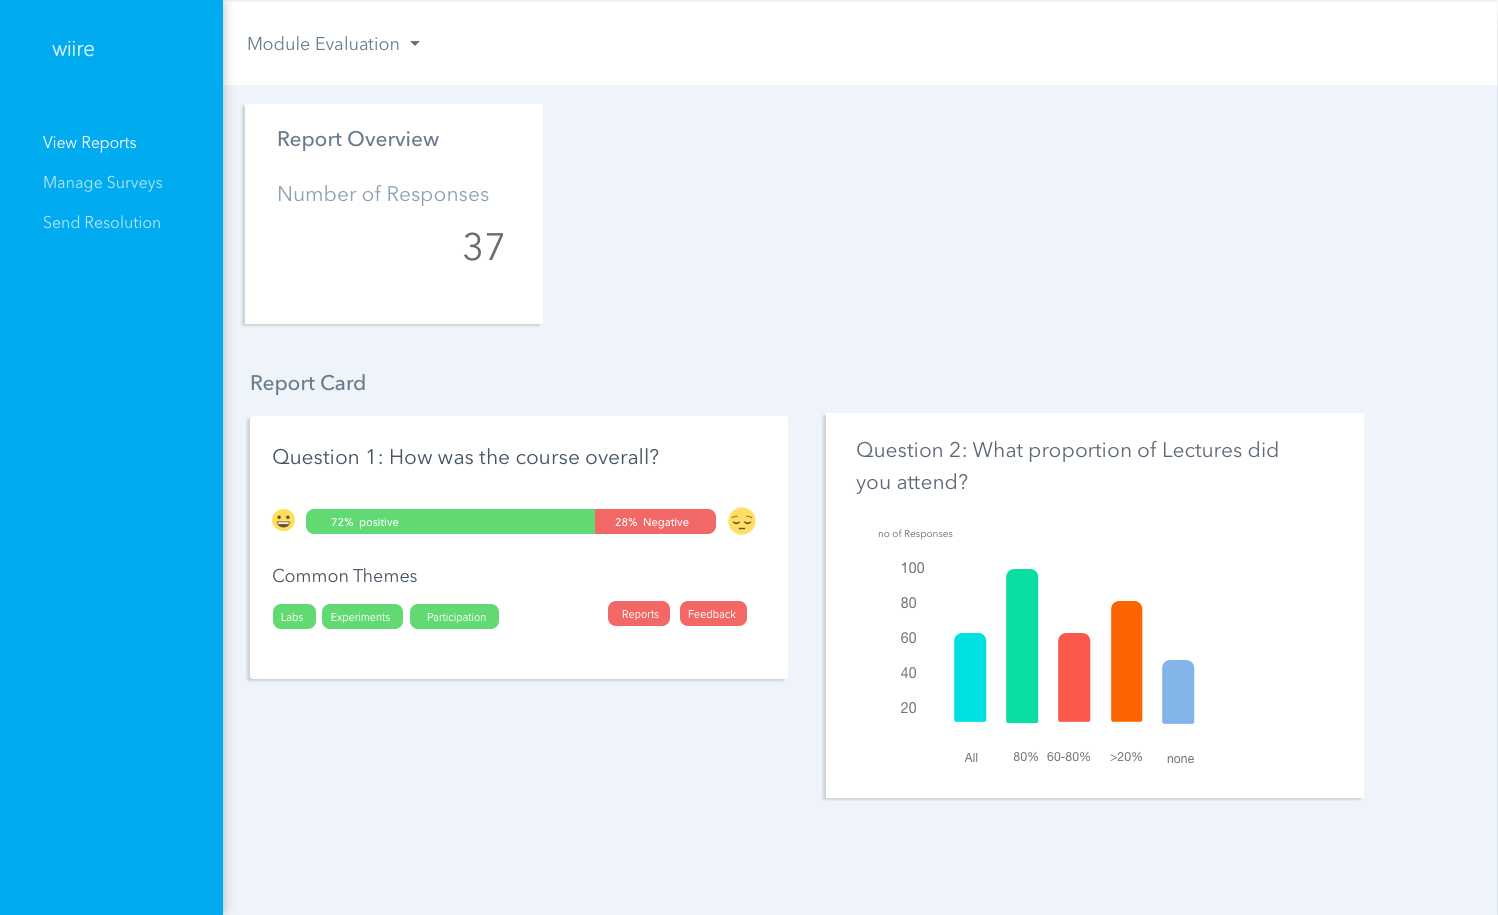 wiire
View Reports
Manage Surveys
Send Resolution
Module Evaluation
Report Overview
Number of Responses
37
Report Card
Question 1: How was the course overall?
72% positive
28% Negative
Common Themes
Labs
Experiments
Participation
Reports
Feedback
Question 2: What proportion of Lectures did
you attend?
no of Responses
100
80
60
40
20
All
80%
60-80%
>20%
none